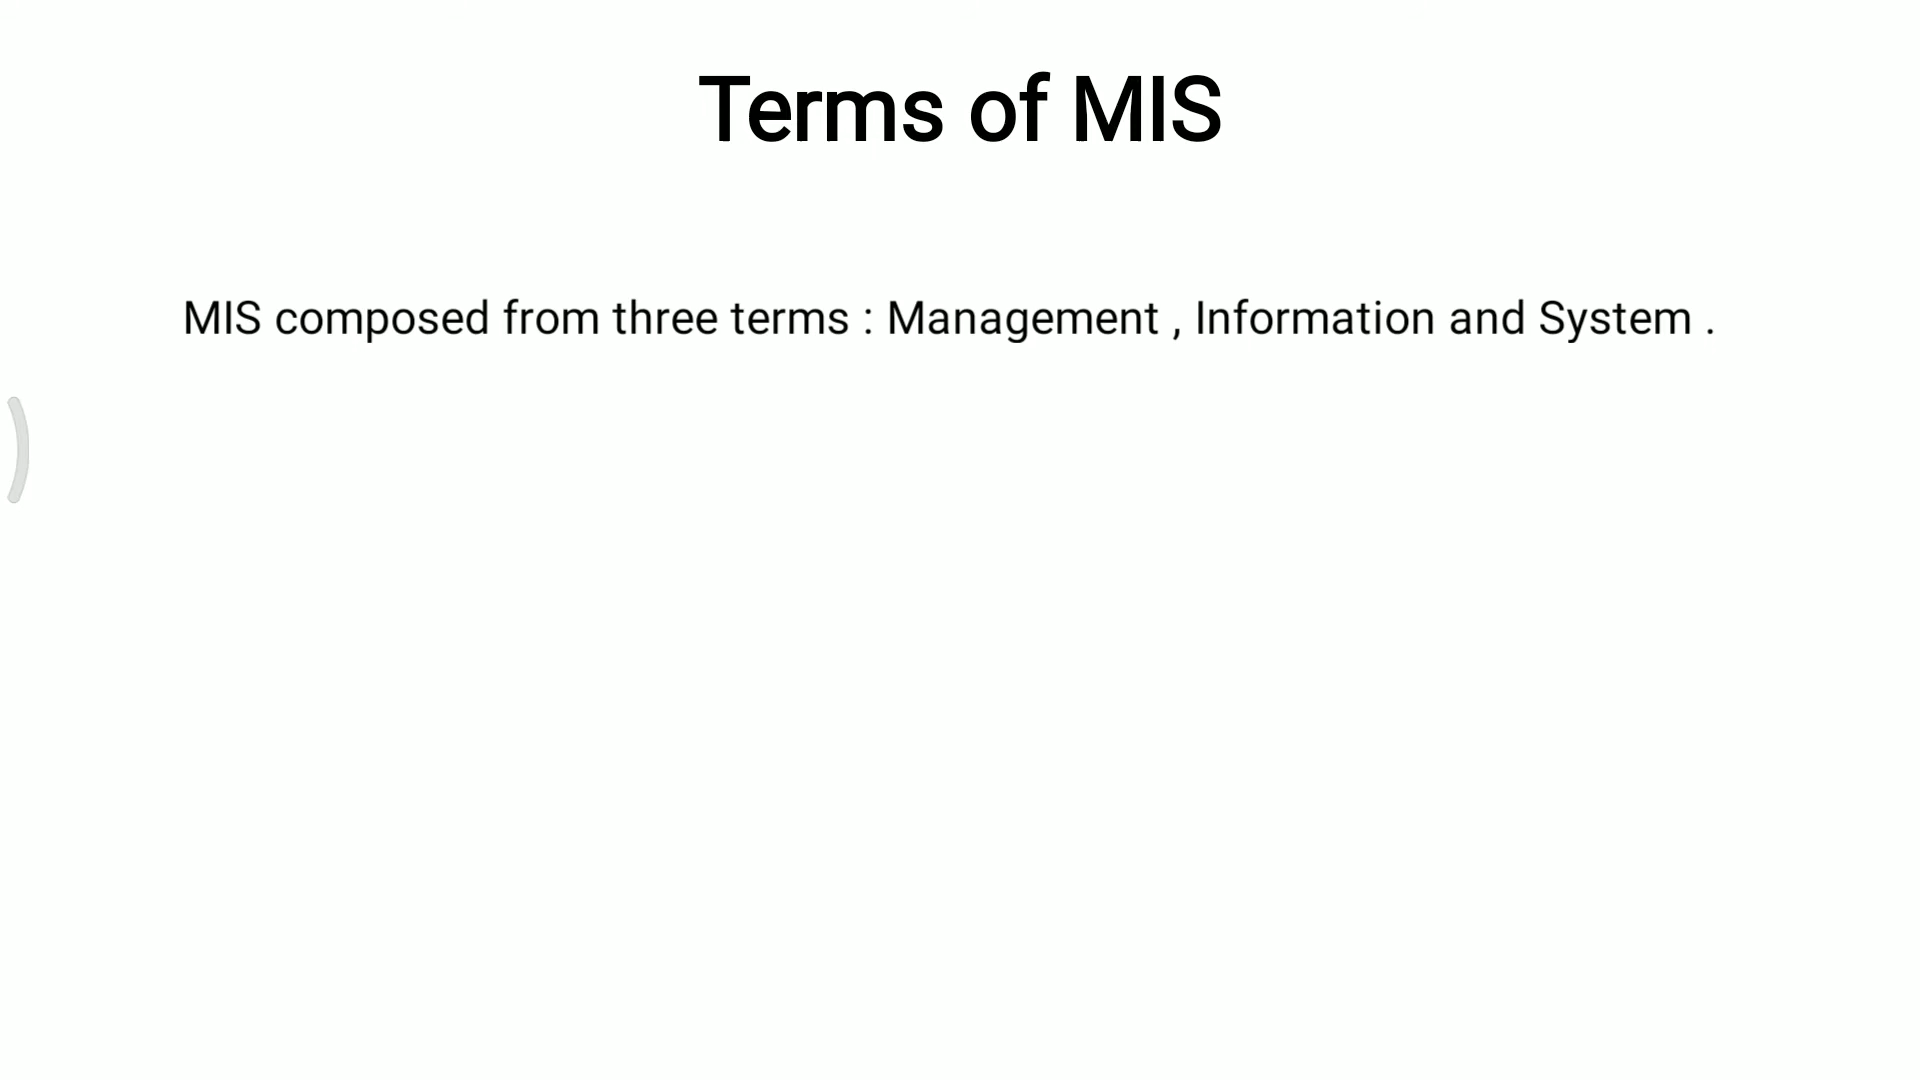 Terms of MIS
MIS composed from three terms : Management , Information and System .